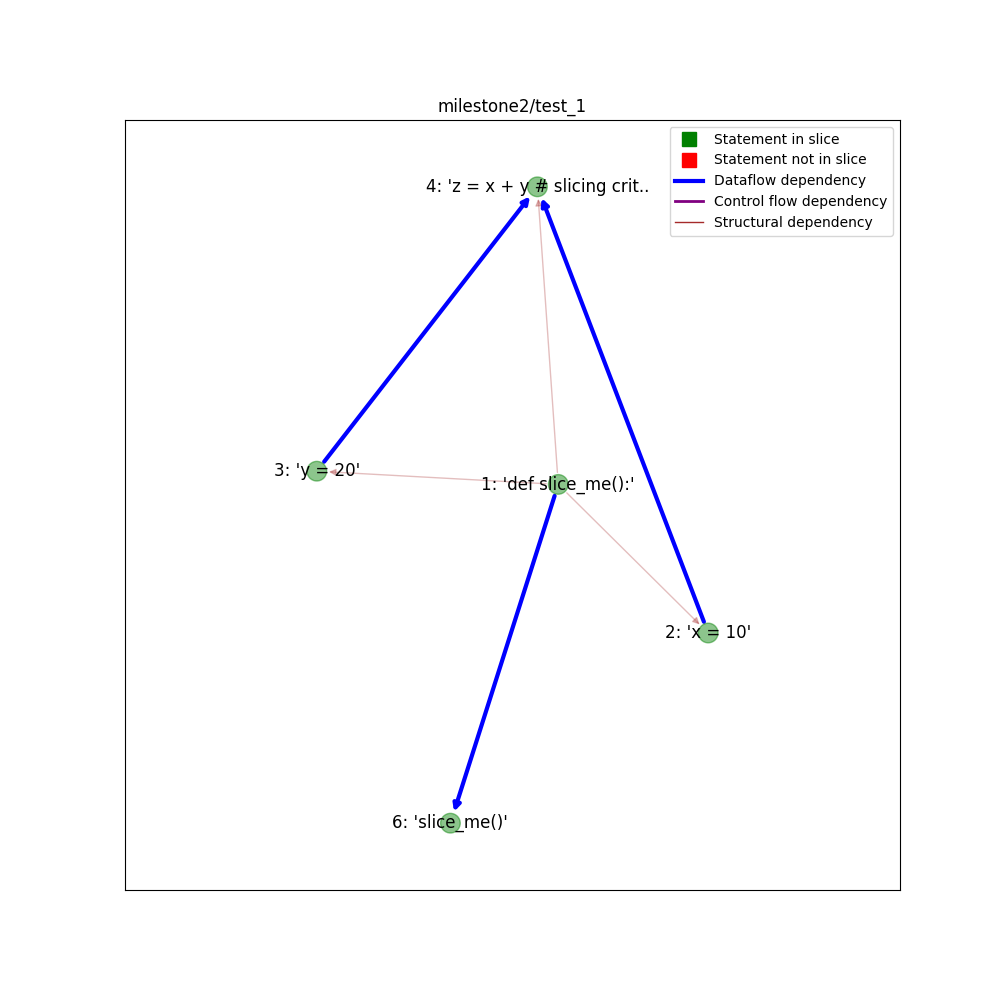 milestone2/test_1
Statement in slice
Statement not in slice
Dataflow dependency
Control flow dependency
Structural dependency
4: 'z = x + y # slicing crit..
3: 'y = 20'
1: 'def slice_me():'
2: 'x = 10'
6: 'slice_me()'